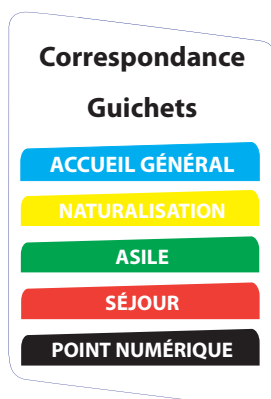 Correspondance
Guichets
ACCUEIL GÉNÉRAL
NATURALISATION
ASILE
SÉJOUR
POINT NUMÉRIQUE